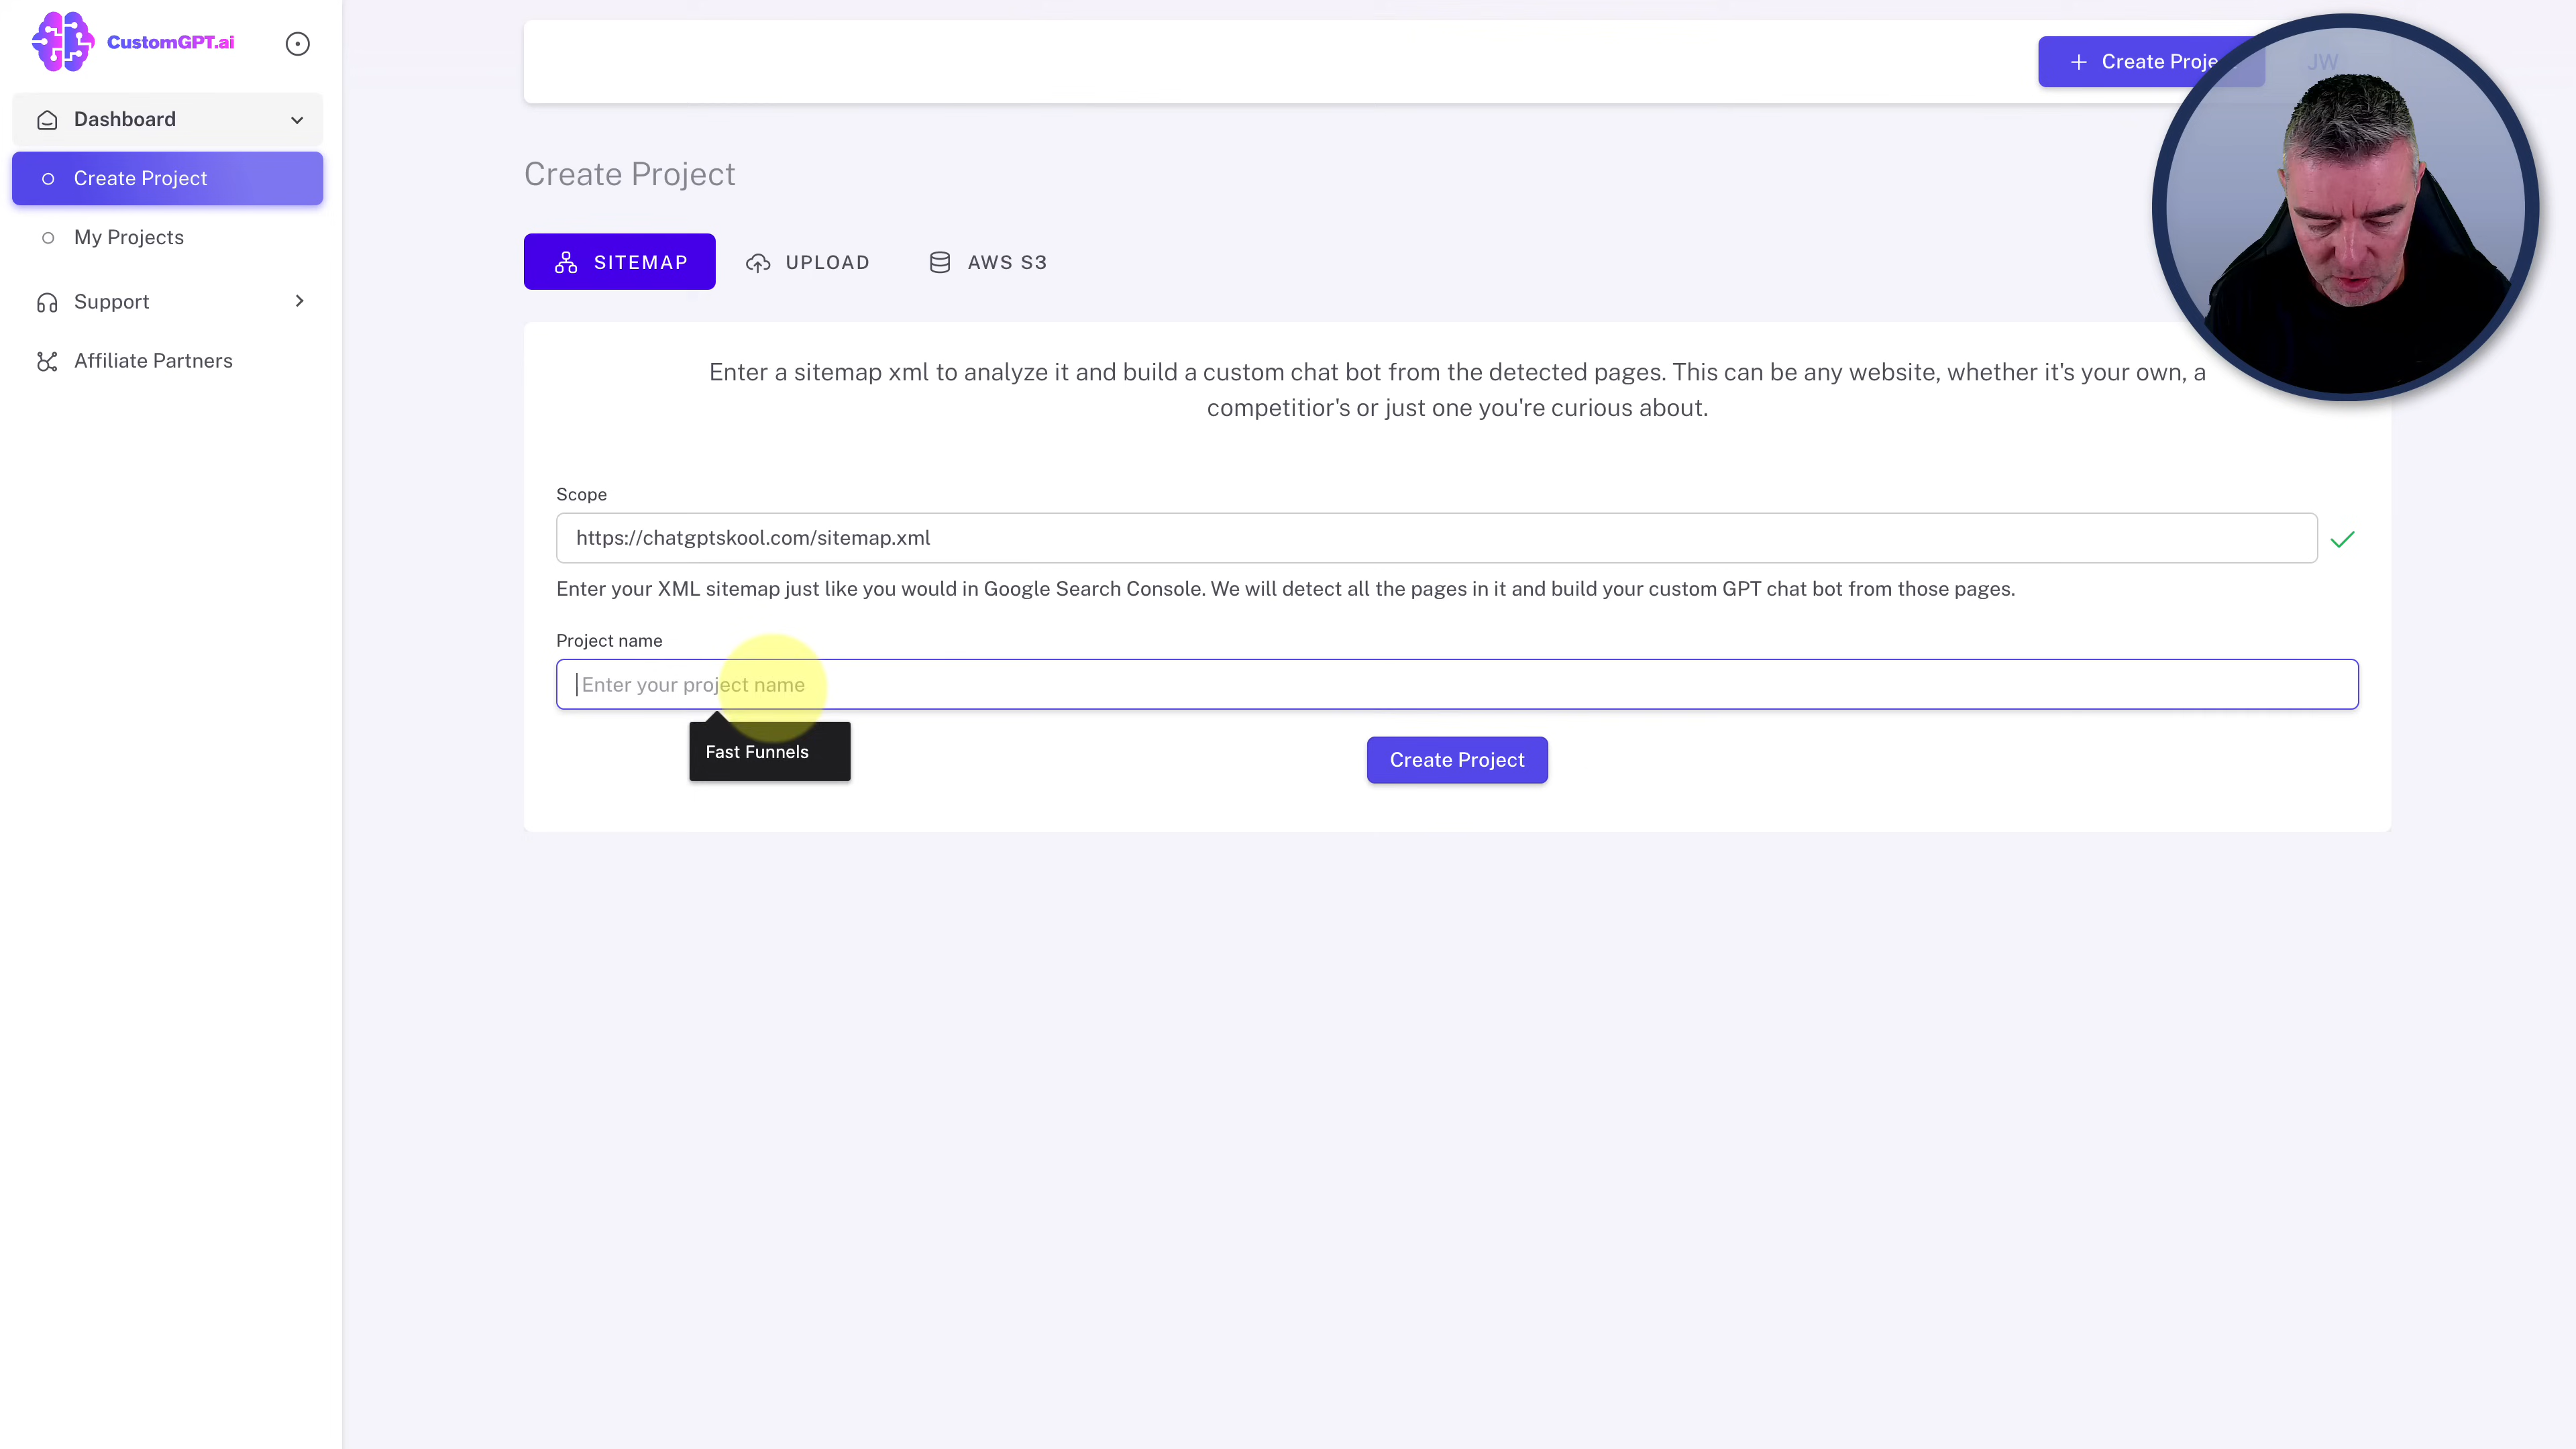 CustomGPT.ai
Dashboard
Create Project
My Projects
Support
Affiliate Partners
+ Create Proje
JW
Create Project
SITEMAP
UPLOAD
AWS S3
Enter a sitemap xml to analyze it and build a custom chat bot from the detected pages. This can be any website, whether it's your own, a
competitior's or just one you're curious about.
Scope
https://chatgptskool.com/sitemap.xml
Enter your XML sitemap just like you would in Google Search Console. We will detect all the pages in it and build your custom GPT chat bot from those pages.
Project name
Enter your project name
Fast Funnels
Create Project